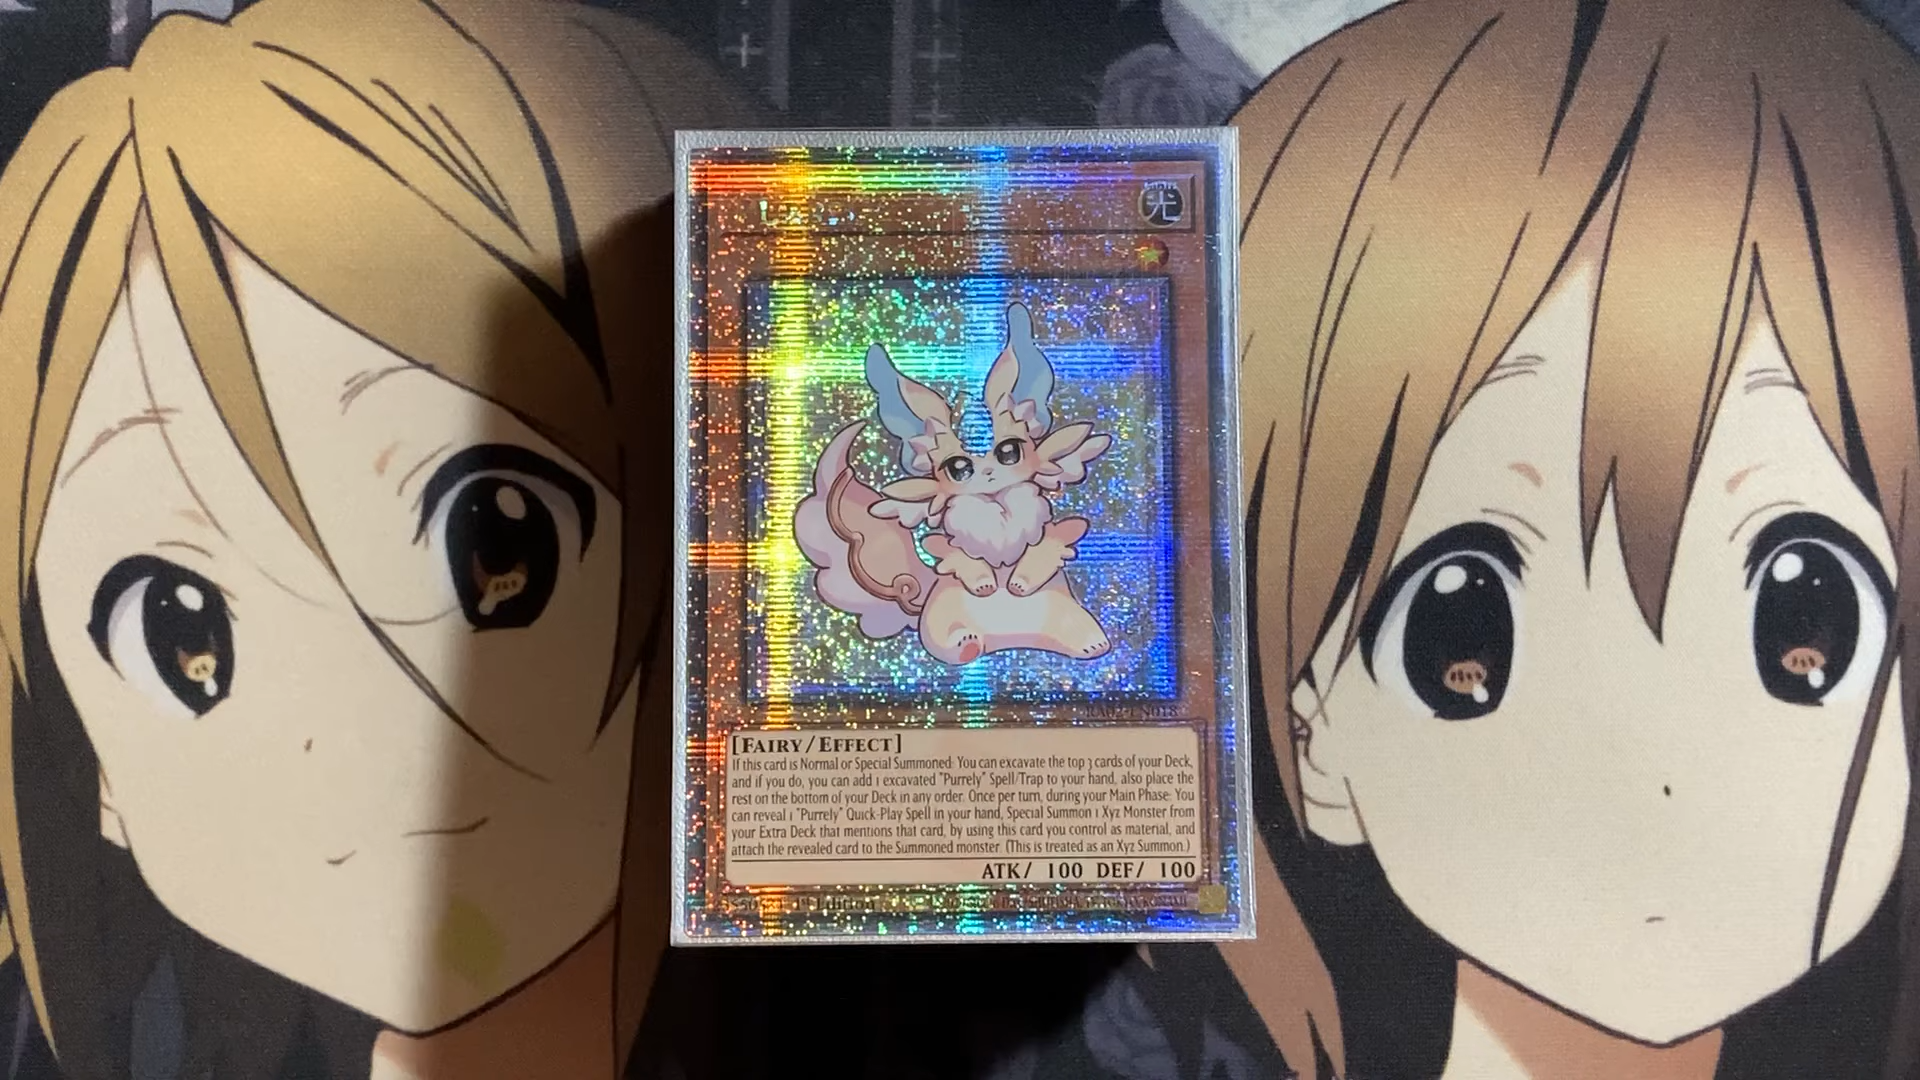 光
RA02-EN018
[FAIRY/EFFECT]
If this card is Normal or Special Summoned: You can excavate the top 3 cards of your Deck,
and if you do, you can add 1 excavated "Purrely" Spell/Trap to your hand, also place the
rest on the bottom of your Deck in any order. Once per turn, during your Main Phase: You
can reveal 1 "Purrely" Quick-Play Spell in your hand, Special Summon 1 Xyz Monster from
your Extra Deck that mentions that card, by using this card you control as material, and
attach the revealed card to the Summoned monster. (This is treated as an Xyz Summon.)
ATK/ 100 DEF/ 100
1st Edition